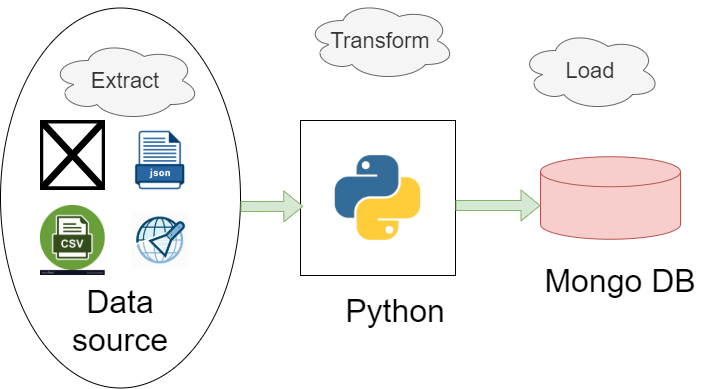 Extract
Transform
Load
json
CSV
Data
source
Python
Mongo DB